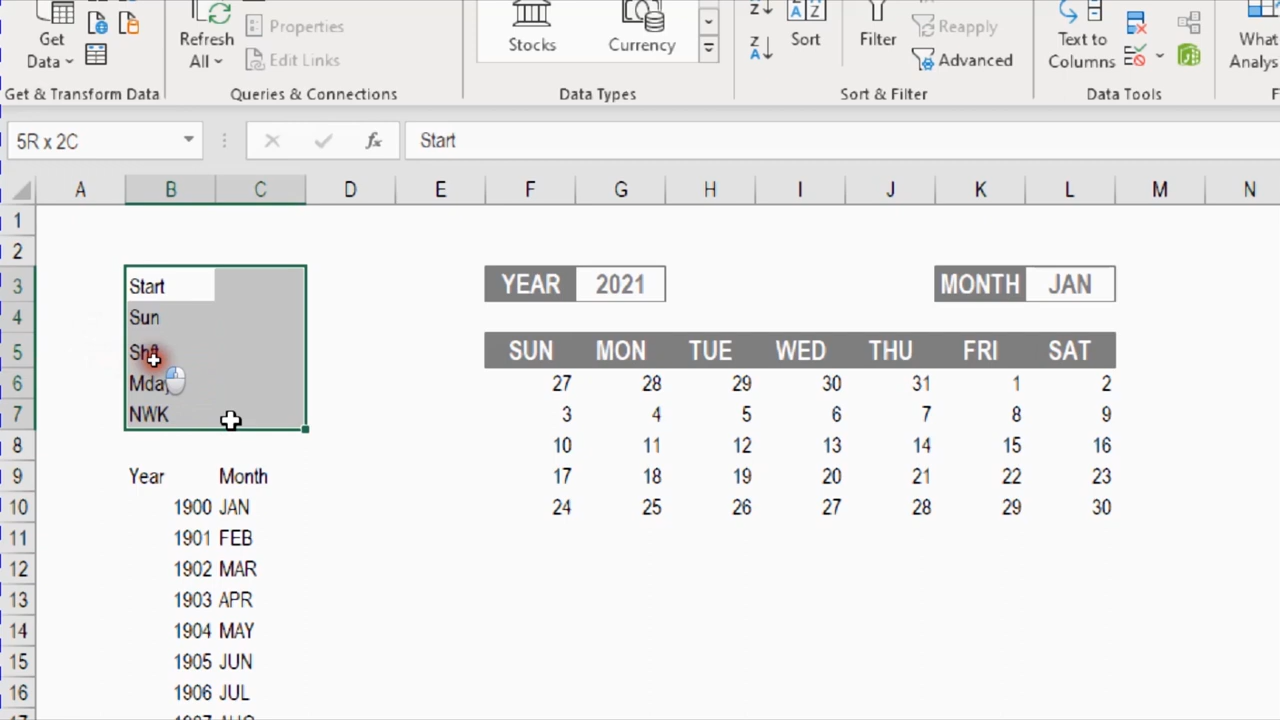 Get
Data
Refresh
All
Properties
Edit Links
Stocks
Currency
Sort
Filter
Reapply
Advanced
Text to
Columns
What
Analys
Get & Transform Data
Queries & Connections
Data Types
Sort & Filter
Data Tools
F
5R x 2C
fx
Start
A B C D E F G H I J K L M N
1
2
3 Start YEAR 2021 MONTH JAN
4 Sun
5 SUN MON TUE WED THU FRI SAT
6 Mday 27 28 29 30 31 1 2
7 NWK 3 4 5 6 7 8 9
8 10 11 12 13 14 15 16
9 Year Month 17 18 19 20 21 22 23
10 1900 JAN 24 25 26 27 28 29 30
11 1901 FEB
12 1902 MAR
13 1903 APR
14 1904 MAY
15 1905 JUN
16 1906 JUL